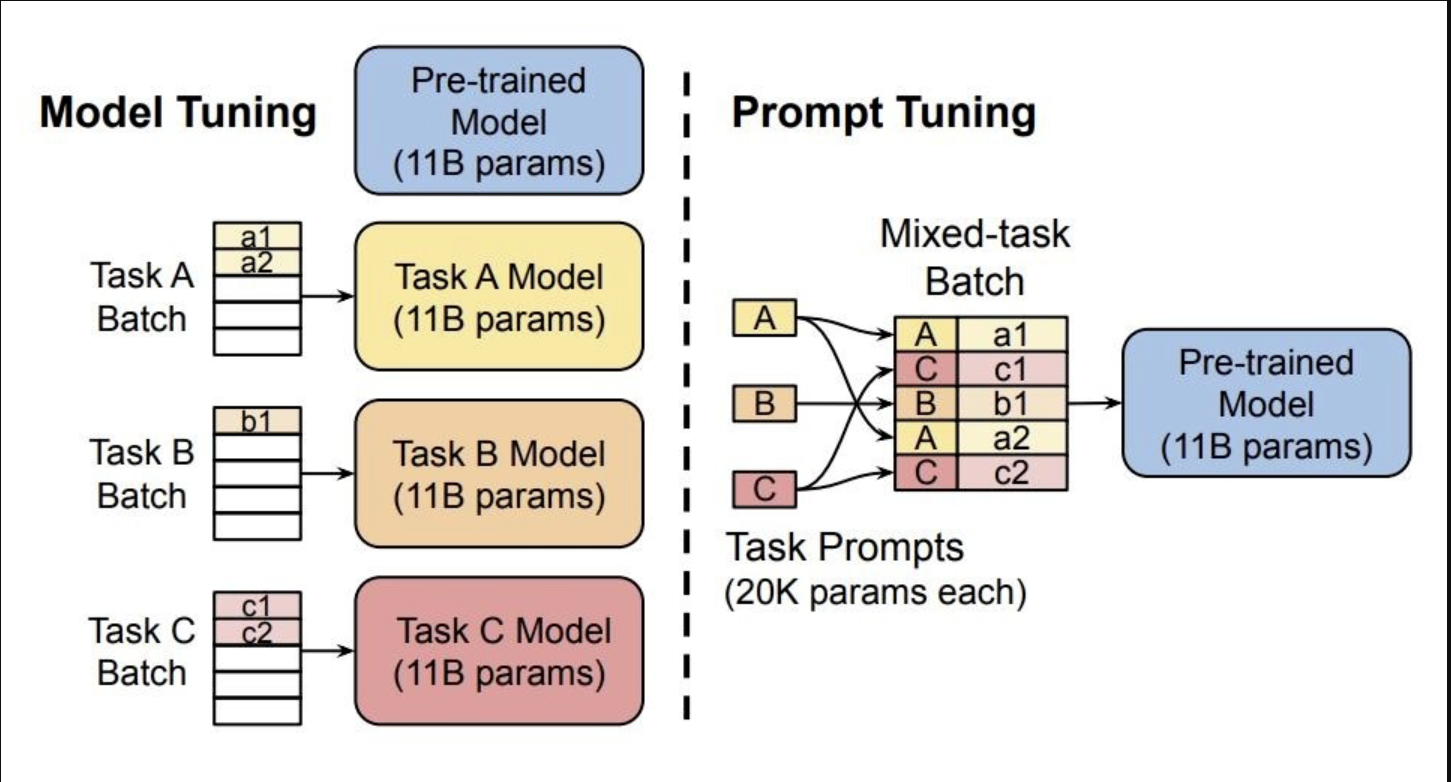 Model Tuning
Pre-trained
Model
(11B params)
Task A
Batch
a1
a2
Task A Model
(11B params)
Task B
Batch
b1
Task B Model
(11B params)
Task C
Batch
c1
c2
Task C Model
(11B params)
Prompt Tuning
Mixed-task
Batch
A
B
C
A a1
C c1
B b1
A a2
C c2
Pre-trained
Model
(11B params)
Task Prompts
(20K params each)